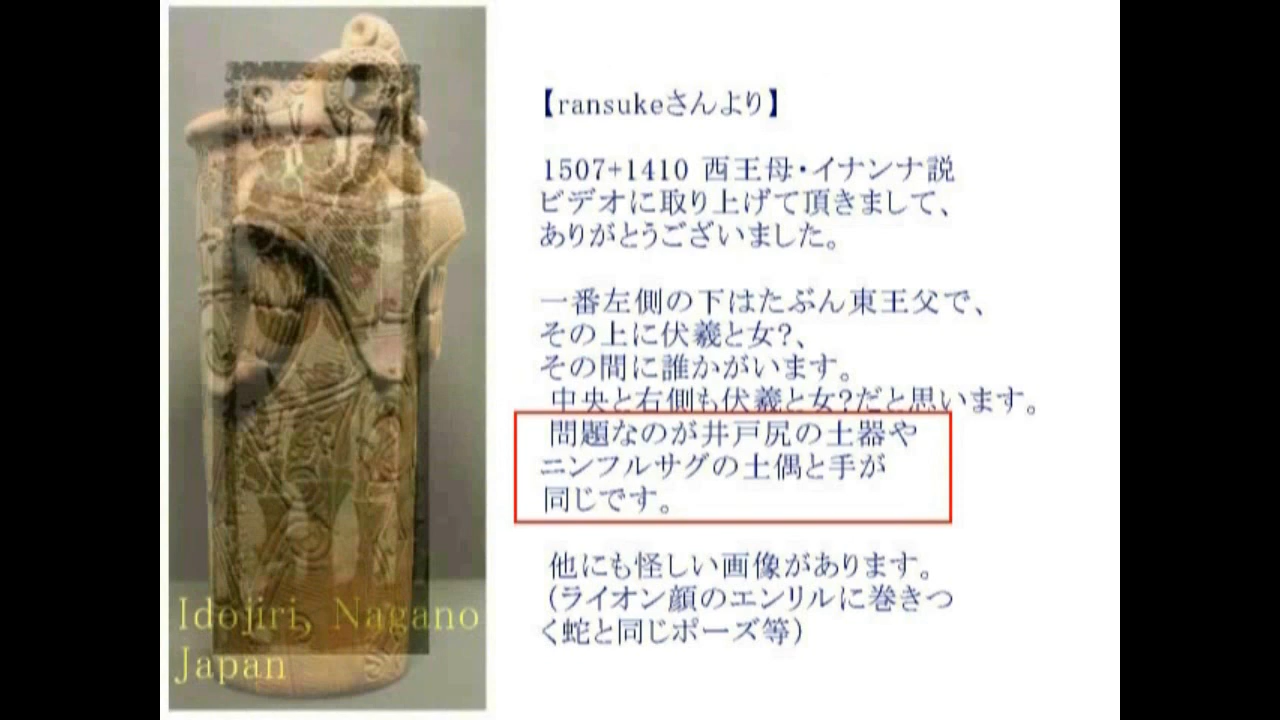 【ransukeさんより】
1507+1410 西王母・イナンナ説
ビデオに取り上げて頂きまして、
ありがとうございました。
一番左側の下はたぶん東王父で、
その上に伏羲と女?、
その間に誰かがいます。
中央と右側も伏羲と女?だと思います。
問題なのが井戸尻の土器や
ニンフルサグの土偶と手が
同じです。
他にも怪しい画像があります。
(ライオン顔のエンリルに巻きつ
く蛇と同じポーズ等)
Idojiri, Nagano
Japan